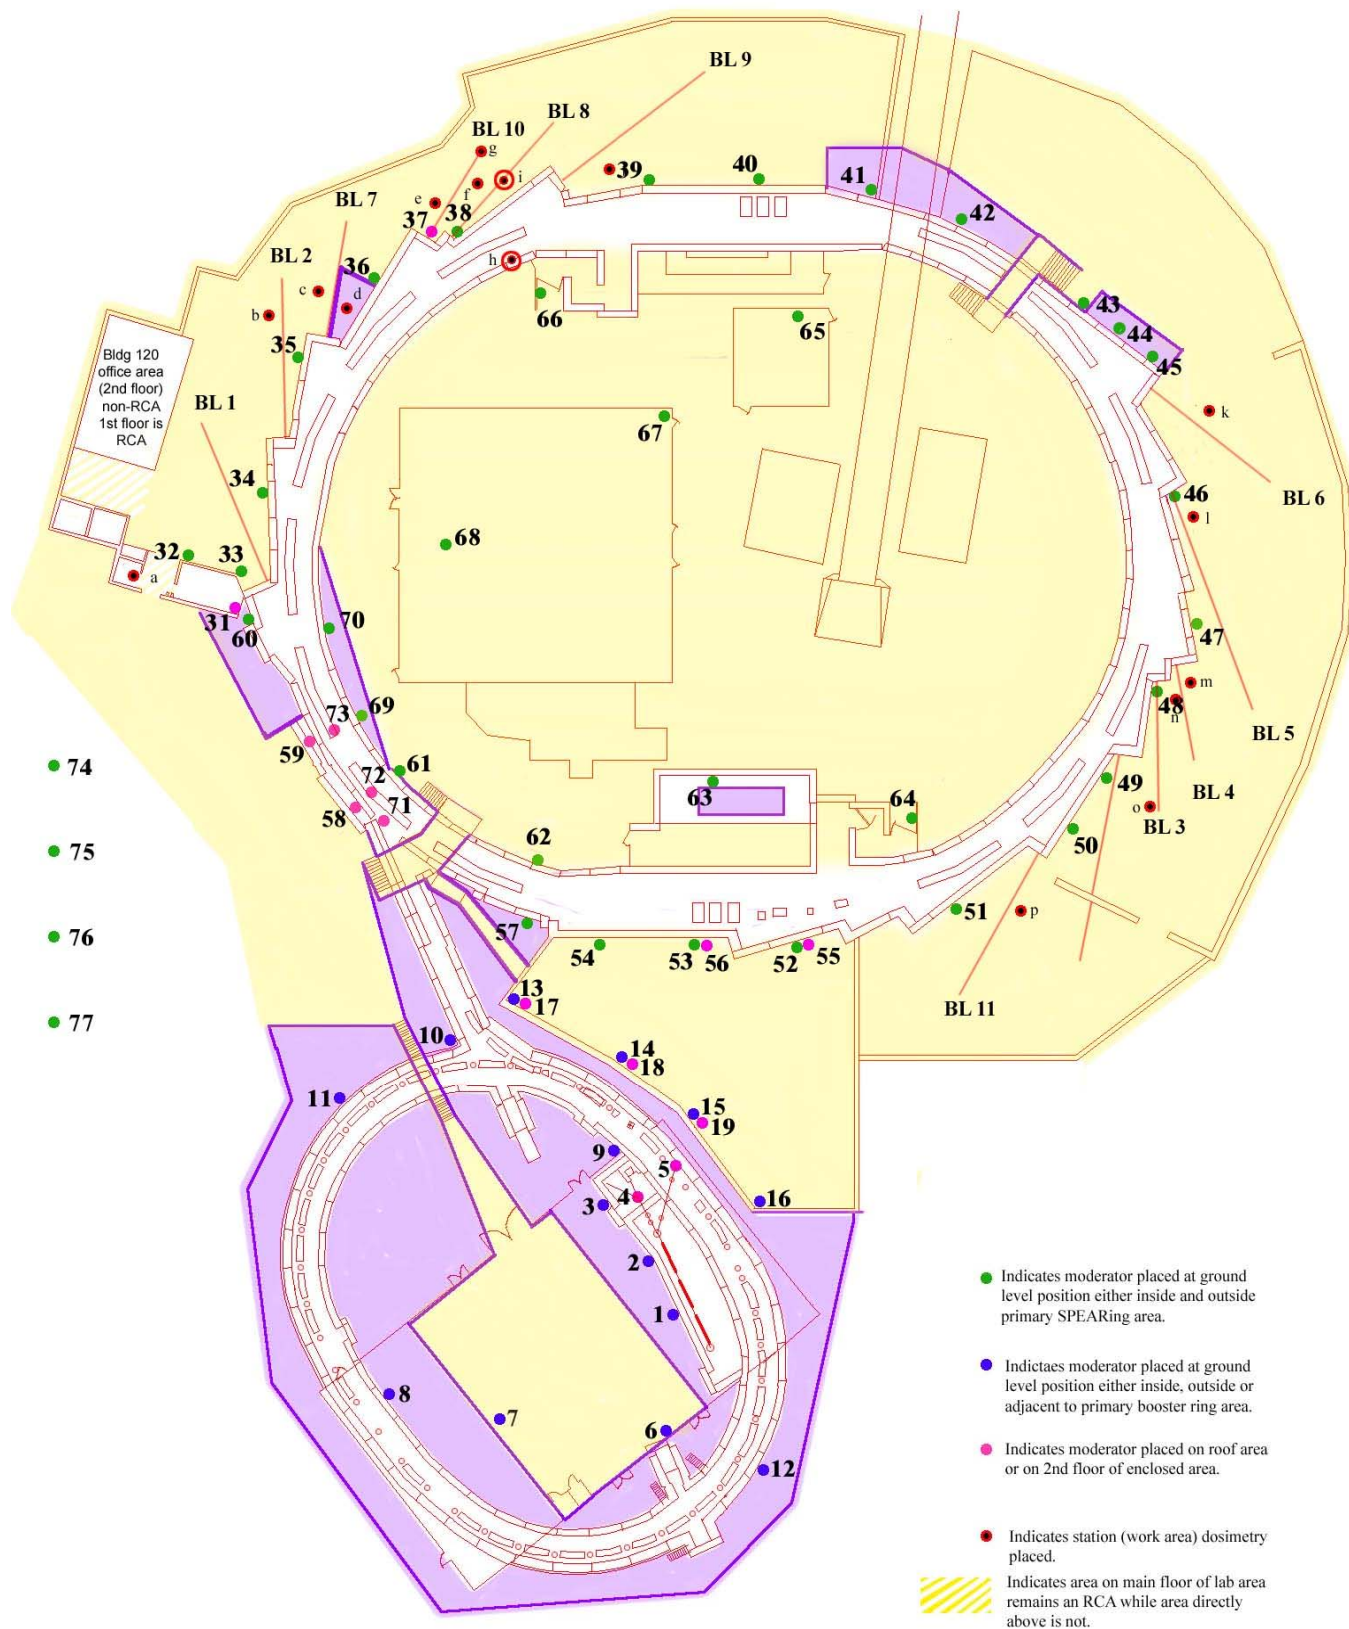 BL 9
BL 8
BL 10
g
i
f
e
39
40
41
42
37
38
BL 7
BL 2
36
h
c
d
b
66
65
43
44
45
35
Bldg 120
office area
(2nd floor)
non-RCA
1st floor is
RCA
BL 1
67
k
BL 6
34
46
l
68
32
33
a
31
60
70
47
m
48
n
69
73
59
BL 5
74
61
72
63
49
BL 4
58
71
64
o
BL 3
62
50
75
51
p
57
76
54
53
56
52
55
13
17
BL 11
77
10
14
18
11
15
19
9
5
3
4
16
2
1
8
7
6
12
Indicates moderator placed at ground
level position either inside and outside
primary SPEARing area.
Indictaes moderator placed at ground
level position either inside, outside or
adjacent to primary booster ring area.
Indicates moderator placed on roof area
or on 2nd floor of enclosed area.
Indicates station (work area) dosimetry
placed.
Indicates area on main floor of lab area
remains an RCA while area directly
above is not.